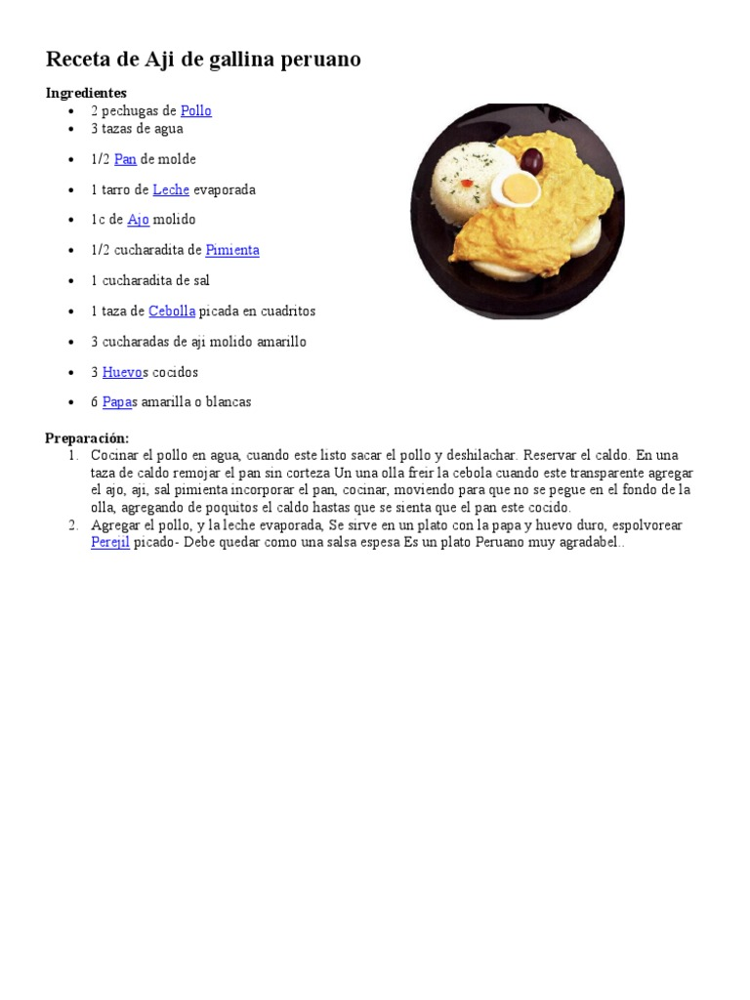 Receta de Aji de gallina peruano
Ingredientes
• 2 pechugas de Pollo
• 3 tazas de agua
• 1/2 Pan de molde
• 1 tarro de Leche evaporada
• 1c de Ajo molido
• 1/2 cucharadita de Pimienta
• 1 cucharadita de sal
• 1 taza de Cebolla picada en cuadritos
• 3 cucharadas de aji molido amarillo
• 3 Huevos cocidos
• 6 Papas amarilla o blancas
Preparación:
1. Cocinar el pollo en agua, cuando este listo sacar el pollo y deshilachar. Reservar el caldo. En una
taza de caldo remojar el pan sin corteza Un una olla freir la cebola cuando este transparente agregar
el ajo, aji, sal pimienta incorporar el pan, cocinar, moviendo para que no se pegue en el fondo de la
olla, agregando de poquitos el caldo hastas que se sienta que el pan este cocido.
2. Agregar el pollo, y la leche evaporada, Se sirve en un plato con la papa y huevo duro, espolvorear
Perejil picado- Debe quedar como una salsa espesa Es un plato Peruano muy agradabel..